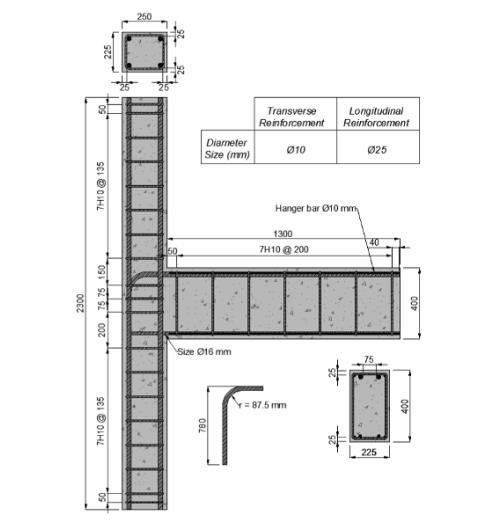 250
25
225
25
25
25
50
Transverse Reinforcement
Longitudinal Reinforcement
Diameter Size (mm)
Ø10
Ø25
7H10 @ 135
Hanger bar Ø10 mm
1300
50
7H10 @ 200
40
150
75
75
2300
400
200
Size Ø16 mm
75
25
r = 87.5 mm
780
400
7H10 @ 135
25
225
50